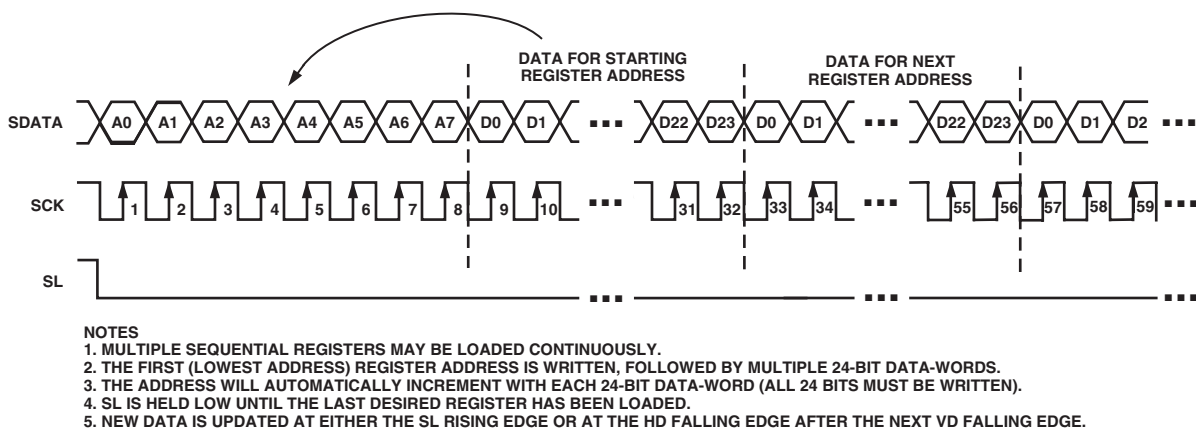 DATA FOR STARTING
REGISTER ADDRESS
DATA FOR NEXT
REGISTER ADDRESS
SDATA A0 A1 A2 A3 A4 A5 A6 A7 D0 D1 D22 D23 D0 D1 D22 D23 D0 D1 D2
SCK 1 2 3 4 5 6 7 8 9 10 31 32 33 34 55 56 57 58 59
SL
NOTES
1. MULTIPLE SEQUENTIAL REGISTERS MAY BE LOADED CONTINUOUSLY.
2. THE FIRST (LOWEST ADDRESS) REGISTER ADDRESS IS WRITTEN, FOLLOWED BY MULTIPLE 24-BIT DATA-WORDS.
3. THE ADDRESS WILL AUTOMATICALLY INCREMENT WITH EACH 24-BIT DATA-WORD (ALL 24 BITS MUST BE WRITTEN).
4. SL IS HELD LOW UNTIL THE LAST DESIRED REGISTER HAS BEEN LOADED.
5. NEW DATA IS UPDATED AT EITHER THE SL RISING EDGE OR AT THE HD FALLING EDGE AFTER THE NEXT VD FALLING EDGE.